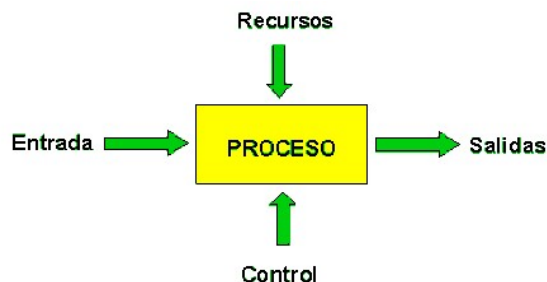 Recursos
Entrada
PROCESO
Salidas
Control